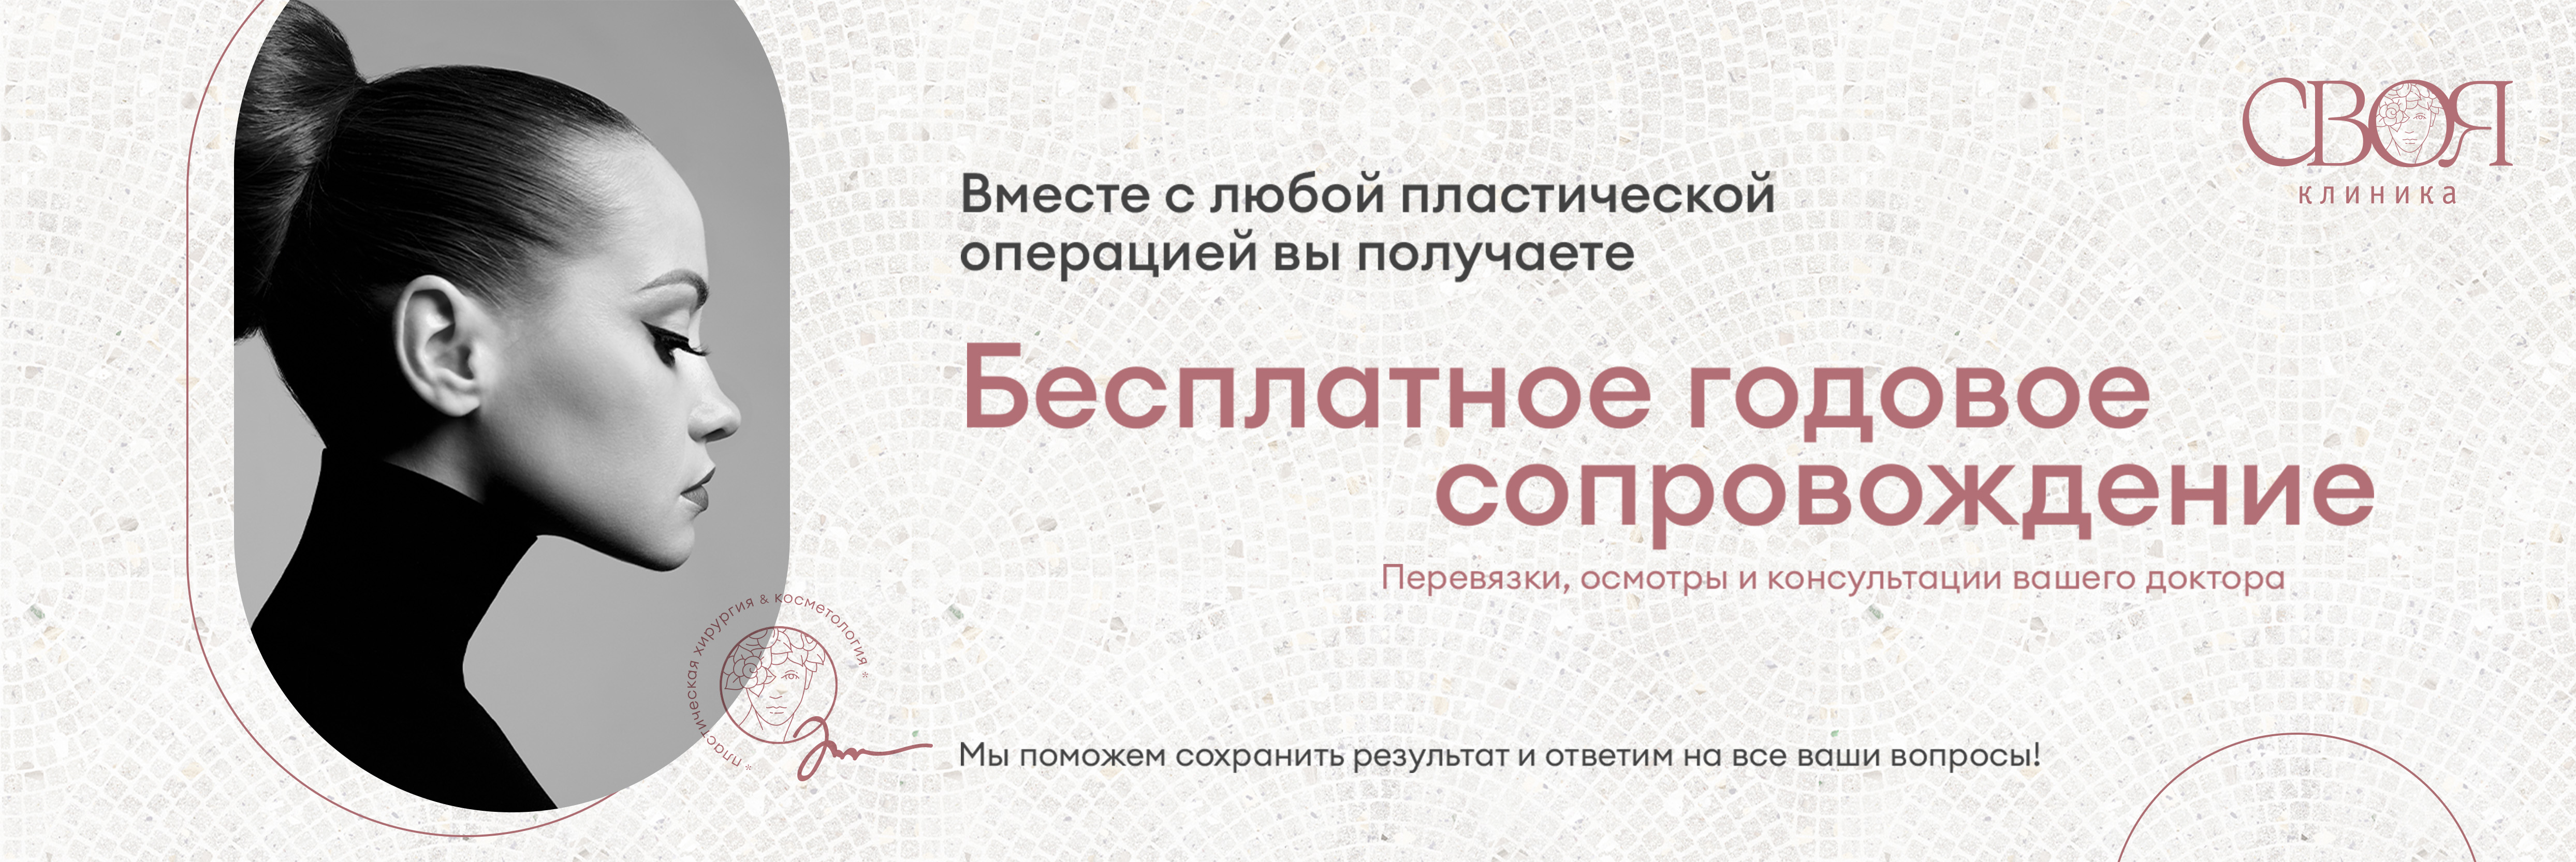 СВОЯ
клиника
Вместе с любой пластической
операцией вы получаете
Бесплатное годовое
сопровождение
Перевязки, осмотры и консультации вашего доктора
* пластическая хирургия & косметология *
Мы поможем сохранить результат и ответим на все ваши вопросы!